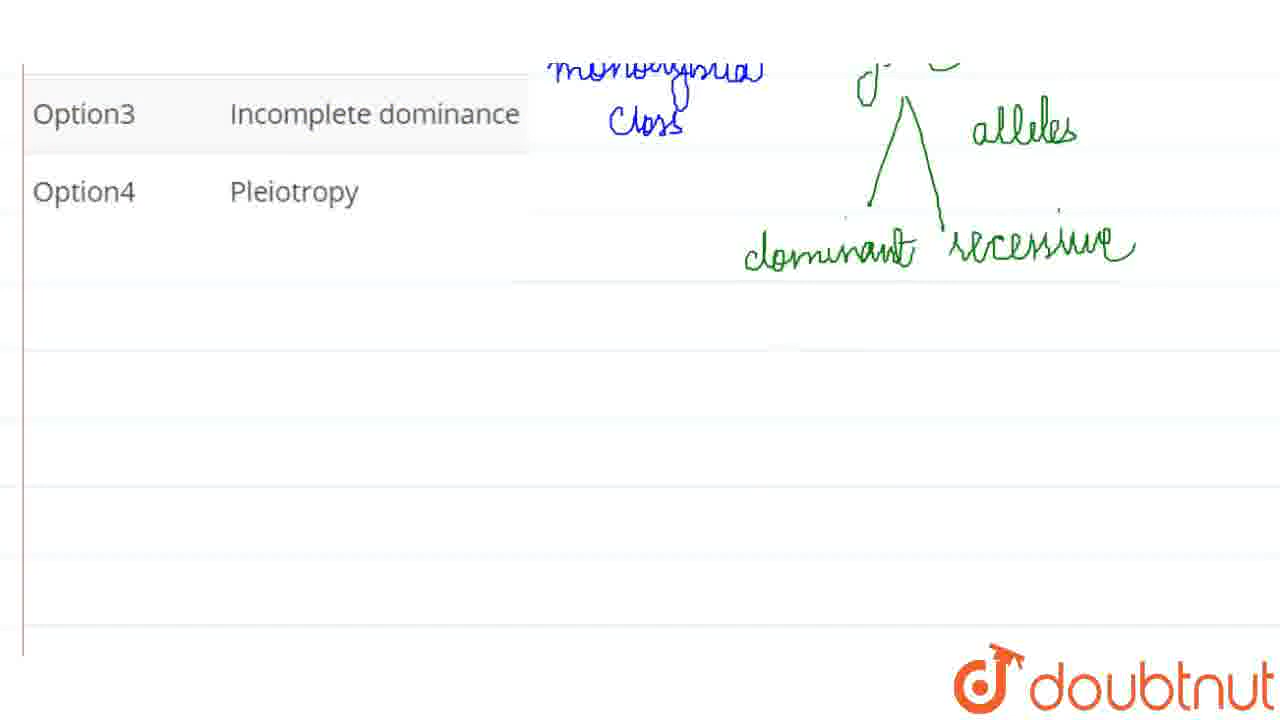 Option3 Incomplete dominance
Class
alleles
Option4 Pleiotropy
dominant recessive
doubtnut